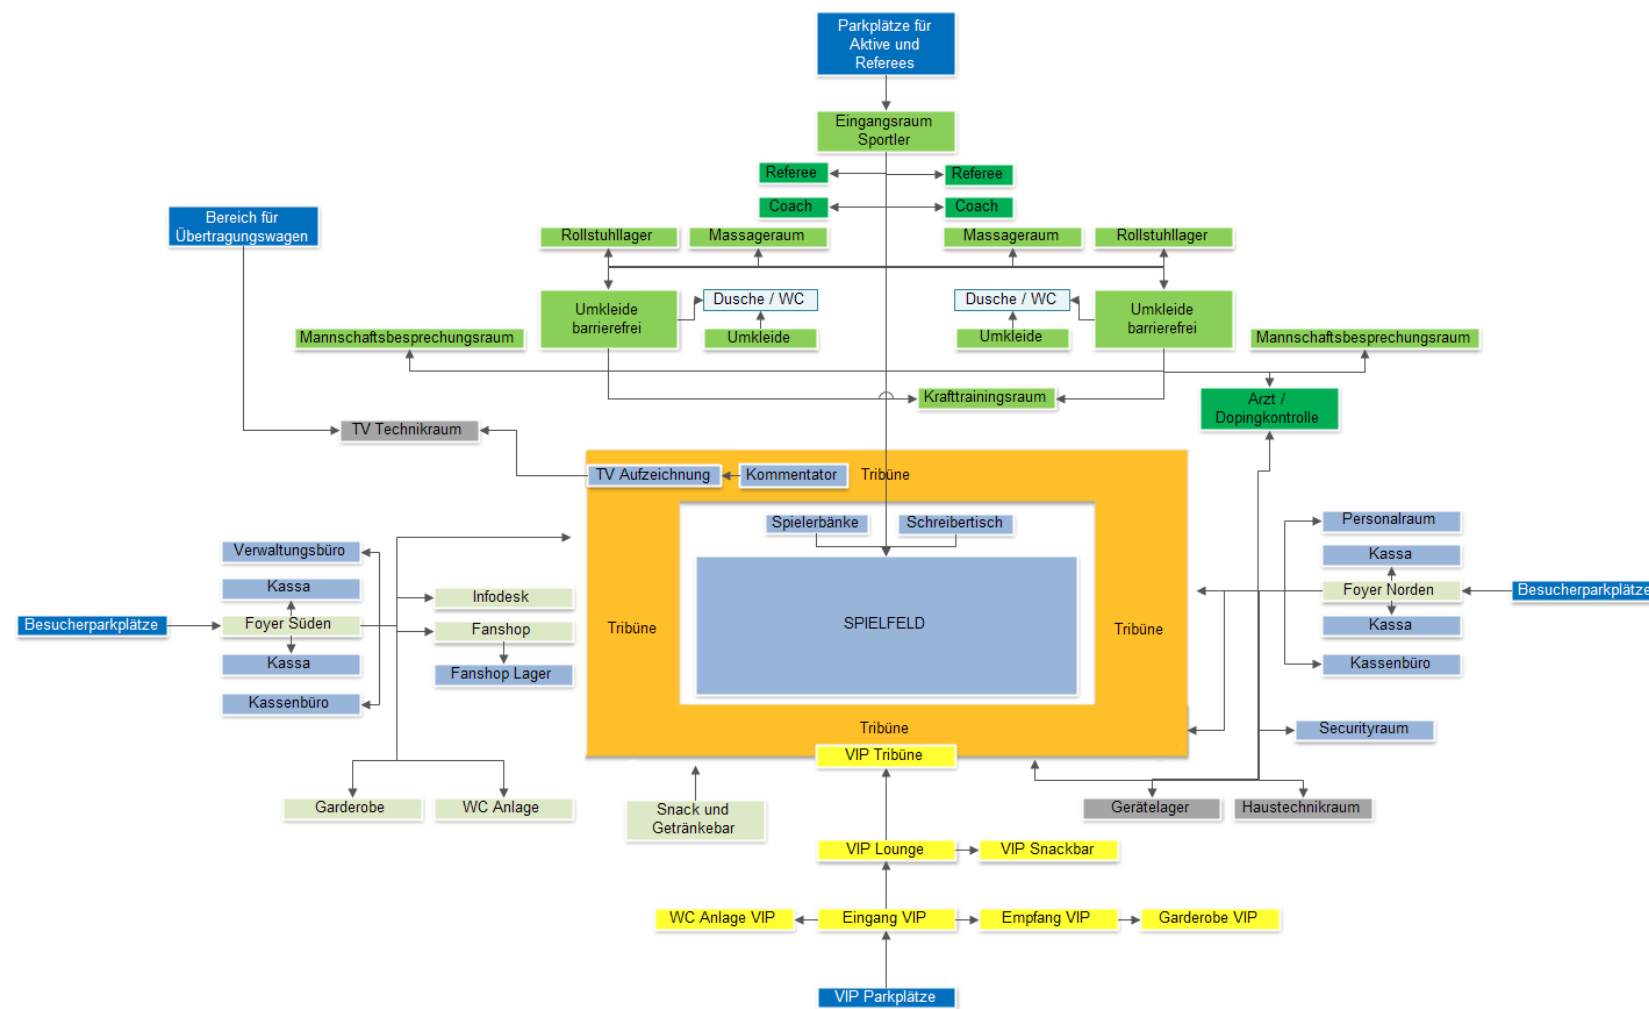 Parkplätze für
Aktive und
Referees
Eingangsraum
Sportler
Referee
Referee
Coach
Coach
Bereich für
Übertragungswagen
Rollstuhllager
Massageraum
Massageraum
Rollstuhllager
Umkleide
barrierefrei
Dusche / WC
Dusche / WC
Umkleide
barrierefrei
Mannschaftsbesprechungsraum
Umkleide
Umkleide
Mannschaftsbesprechungsraum
Krafttrainingsraum
Arzt /
Dopingkontrolle
TV Technikraum
TV Aufzeichnung
Kommentator
Tribüne
Spielerbänke
Schreibertisch
Personalraum
Verwaltungsbüro
Kassa
Kassa
Infodesk
Foyer Norden
Besucherparkplätze
Besucherparkplätze
Foyer Süden
Fanshop
Tribüne
SPIELFELD
Tribüne
Kassa
Kassa
Fanshop Lager
Kassenbüro
Kassenbüro
Tribüne
Securityraum
VIP Tribüne
Garderobe
WC Anlage
Snack und
Getränkebar
Gerätelager
Haustechnikraum
VIP Lounge
VIP Snackbar
WC Anlage VIP
Eingang VIP
Empfang VIP
Garderobe VIP
VIP Parkplätze